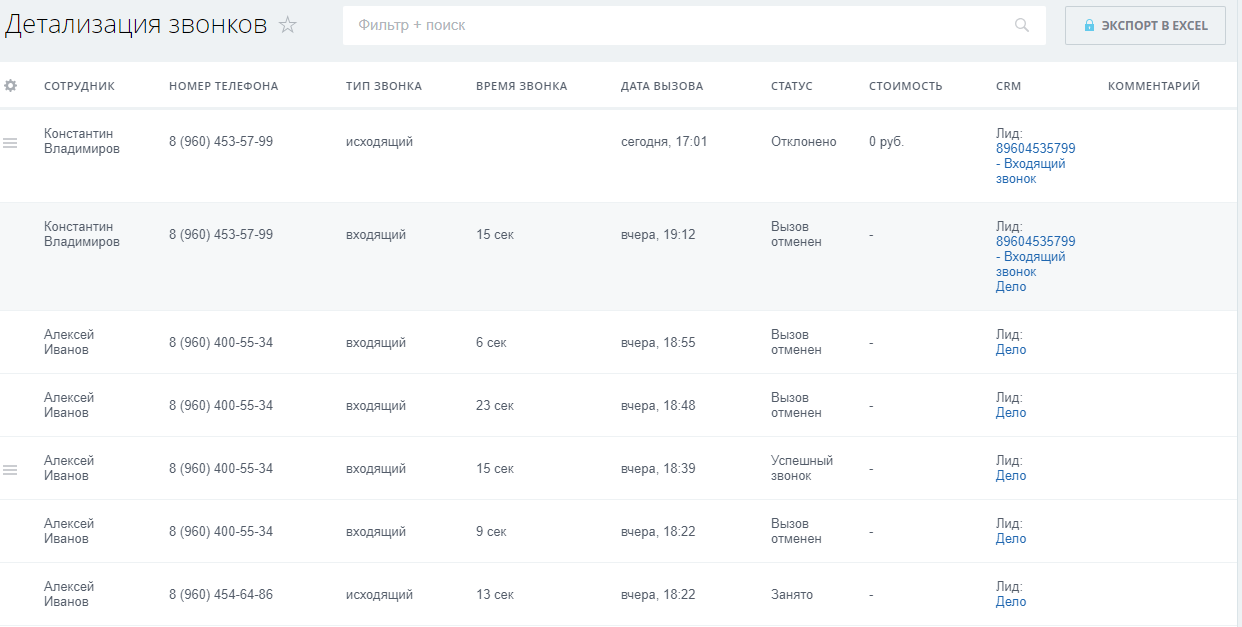 Детализация звонков
Фильтр + поиск
ЭКСПОРТ В EXCEL
СОТРУДНИК НОМЕР ТЕЛЕФОНА ТИП ЗВОНКА ВРЕМЯ ЗВОНКА ДАТА ВЫЗОВА СТАТУС СТОИМОСТЬ CRM КОММЕНТАРИЙ
Константин
Владимиров
8 (960) 453-57-99
исходящий
сегодня, 17:01
Отклонено
0 руб.
Лид:
89604535799
- Входящий
звонок
Константин
Владимиров
8 (960) 453-57-99
входящий
15 сек
вчера, 19:12
Вызов
отменен
-
Лид:
89604535799
- Входящий
звонок
Дело
Алексей
Иванов
8 (960) 400-55-34
входящий
6 сек
вчера, 18:55
Вызов
отменен
-
Лид:
Дело
Алексей
Иванов
8 (960) 400-55-34
входящий
23 сек
вчера, 18:48
Вызов
отменен
-
Лид:
Дело
Алексей
Иванов
8 (960) 400-55-34
входящий
15 сек
вчера, 18:39
Успешный
звонок
-
Лид:
Дело
Алексей
Иванов
8 (960) 400-55-34
входящий
9 сек
вчера, 18:22
Вызов
отменен
-
Лид:
Дело
Алексей
Иванов
8 (960) 454-64-86
исходящий
13 сек
вчера, 18:22
Занято
-
Лид:
Дело